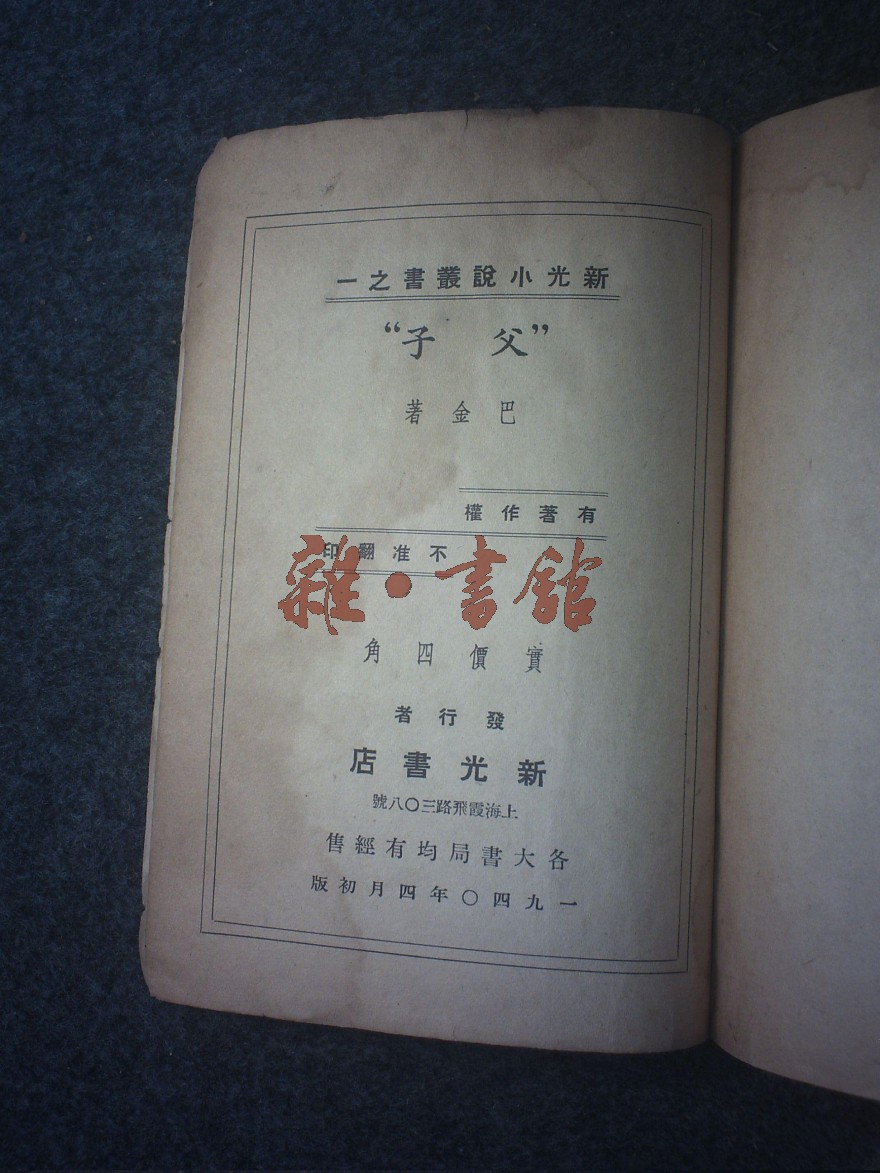 新光小說叢書之一
“父子”
巴金著
有著作權
不准翻印
雜·書館
實價四角
發行者
新光書店
上海霞飛路三〇八號
各大書局均有經售
一九四〇年四月初版